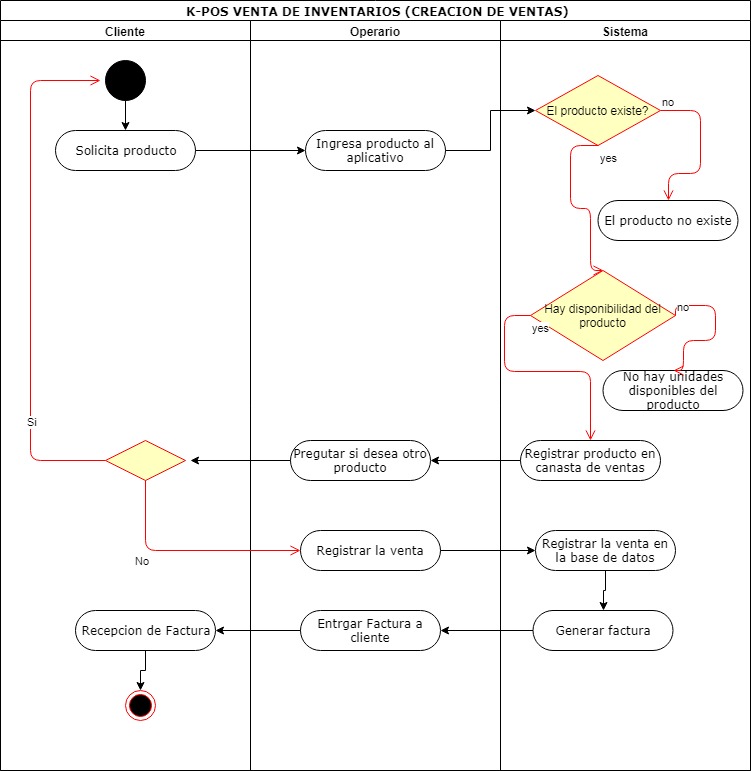 K-POS VENTA DE INVENTARIOS (CREACION DE VENTAS)
Cliente
Operario
Sistema
Solicita producto
Ingresa producto al
aplicativo
El producto existe?
no
yes
El producto no existe
Hay disponibilidad del
producto
no
yes
No hay unidades
disponibles del
producto
Si
Pregutar si desea otro
producto
Registrar producto en
canasta de ventas
No
Registrar la venta
Registrar la venta en
la base de datos
Recepcion de Factura
Entrgar Factura a
cliente
Generar factura